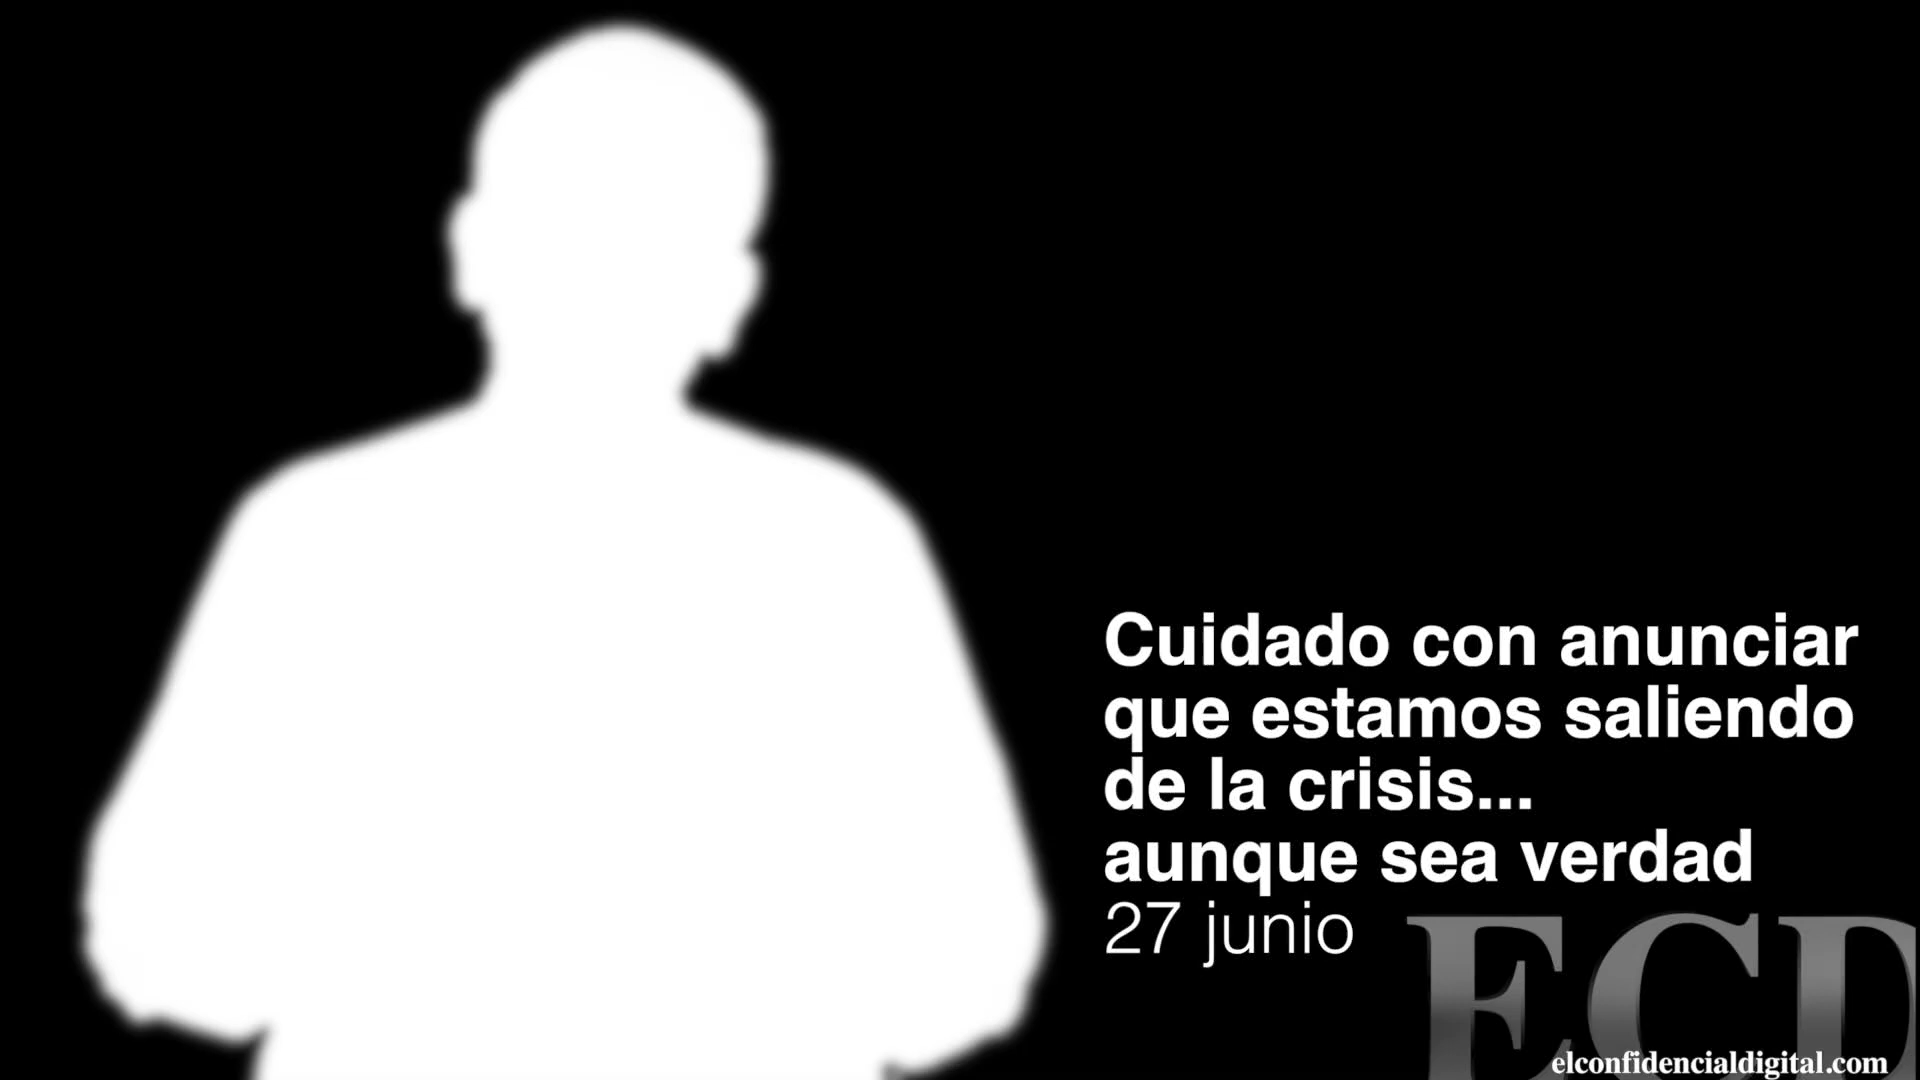 Cuidado con anunciar
que estamos saliendo
de la crisis...
aunque sea verdad
27 junio
ECD
elconfidencialdigital.com